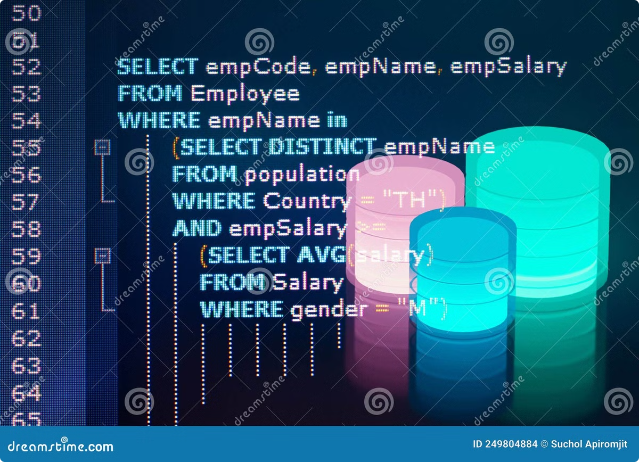 50
51
52 SELECT empCode, empName, empSalary
53 FROM Employee
54 WHERE empName in
55 (SELECT DISTINCT empName
56 FROM population
57 WHERE Country = "TH")
58 AND empSalary >=
59 (SELECT AVG(salary)
60 FROM Salary
61 WHERE gender = "M")
62
63
64
65
dreamstime.com
ID 249804884 © Suchol Apiromjit